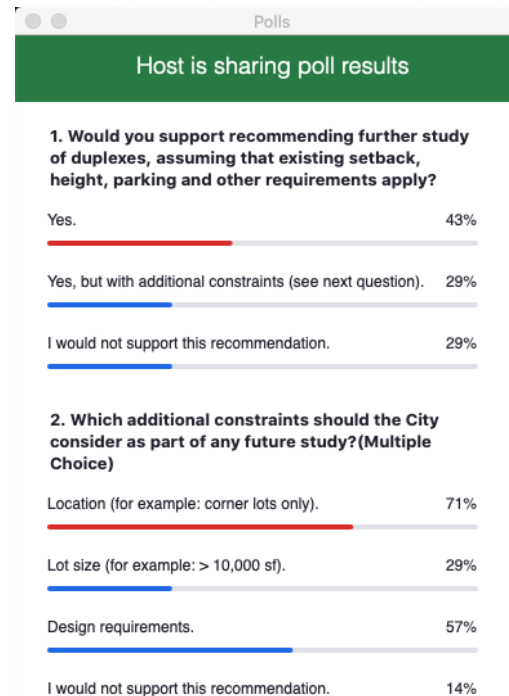 Polls
Host is sharing poll results
1. Would you support recommending further study
of duplexes, assuming that existing setback,
height, parking and other requirements apply?
Yes. 43%
Yes, but with additional constraints (see next question). 29%
I would not support this recommendation. 29%
2. Which additional constraints should the City
consider as part of any future study?(Multiple
Choice)
Location (for example: corner lots only). 71%
Lot size (for example: > 10,000 sf). 29%
Design requirements. 57%
I would not support this recommendation. 14%